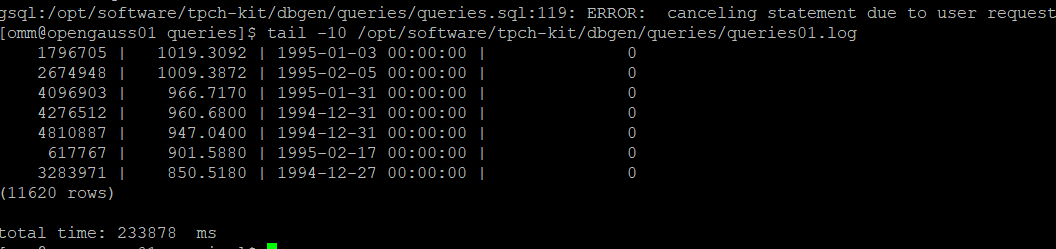 gsql:/opt/software/tpch-kit/dbgen/queries/queries.sql:119: ERROR:  canceling statement due to user request
[omm@opengauss01 queries]$ tail -10 /opt/software/tpch-kit/dbgen/queries/queries01.log
    1796705 |   1019.3092 | 1995-01-03 00:00:00 |              0
    2674948 |   1009.3872 | 1995-02-05 00:00:00 |              0
    4096903 |    966.7170 | 1995-01-31 00:00:00 |              0
    4276512 |    960.6800 | 1994-12-31 00:00:00 |              0
    4810887 |    947.0400 | 1994-12-31 00:00:00 |              0
     617767 |    901.5880 | 1995-02-17 00:00:00 |              0
    3283971 |    850.5180 | 1994-12-27 00:00:00 |              0
(11620 rows)
total time: 233878  ms